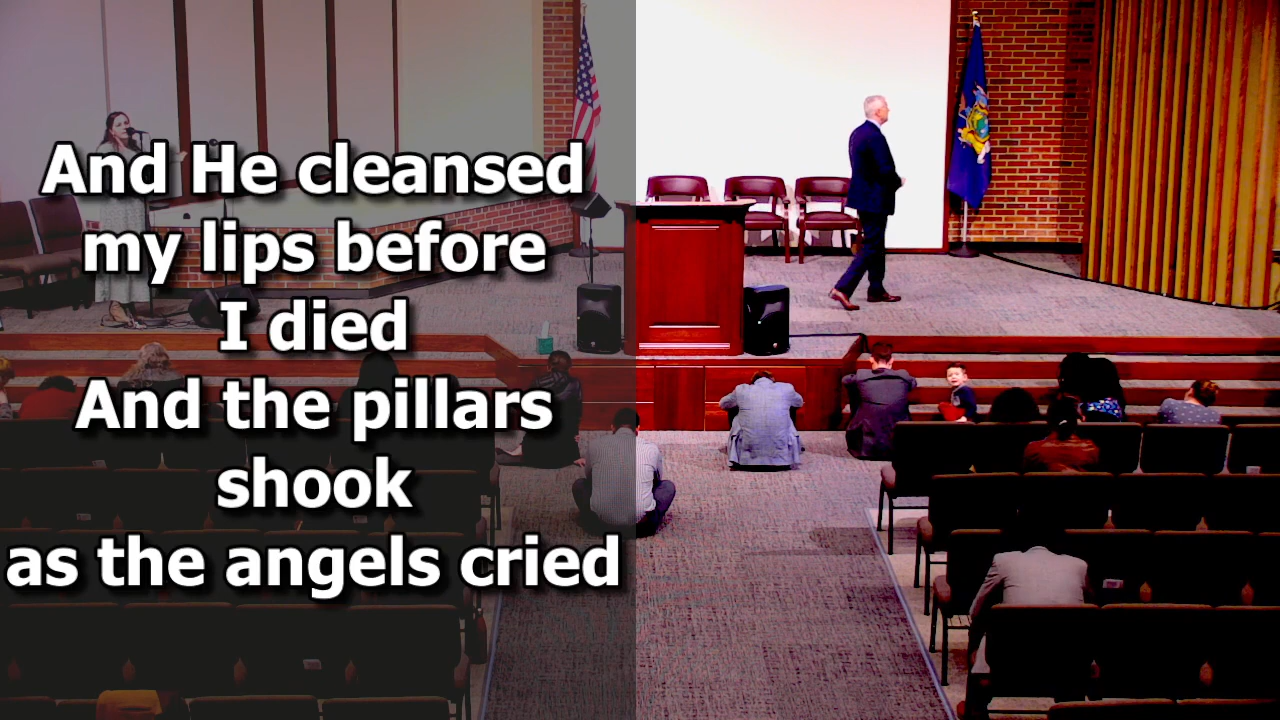 And He cleansed
my lips before
I died
And the pillars
shook
as the angels cried